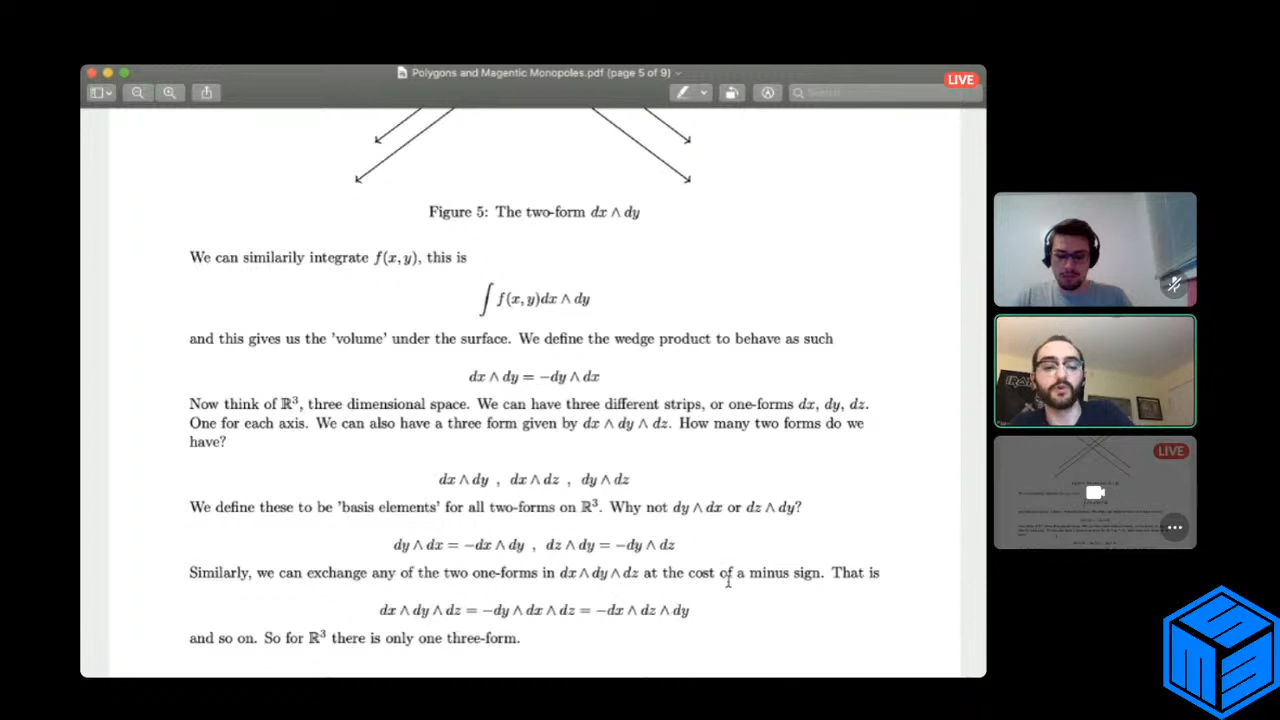 Polygons and Magentic Monopoles.pdf (page 5 of 9)
LIVE
Search
Figure 5: The two-form dx ∧ dy
We can similarily integrate f(x, y), this is
∫ f(x, y)dx ∧ dy
and this gives us the 'volume' under the surface. We define the wedge product to behave as such
dx ∧ dy = −dy ∧ dx
Now think of ℝ³, three dimensional space. We can have three different strips, or one-forms dx, dy, dz.
One for each axis. We can also have a three form given by dx ∧ dy ∧ dz. How many two forms do we
have?
dx ∧ dy , dx ∧ dz , dy ∧ dz
We define these to be 'basis elements' for all two-forms on ℝ³. Why not dy ∧ dx or dz ∧ dy?
dy ∧ dx = −dx ∧ dy , dz ∧ dy = −dy ∧ dz
Similarly, we can exchange any of the two one-forms in dx ∧ dy ∧ dz at the cost of a minus sign. That is
dx ∧ dy ∧ dz = −dy ∧ dx ∧ dz = −dx ∧ dz ∧ dy
and so on. So for ℝ³ there is only one three-form.
IRON
LIVE
SM3